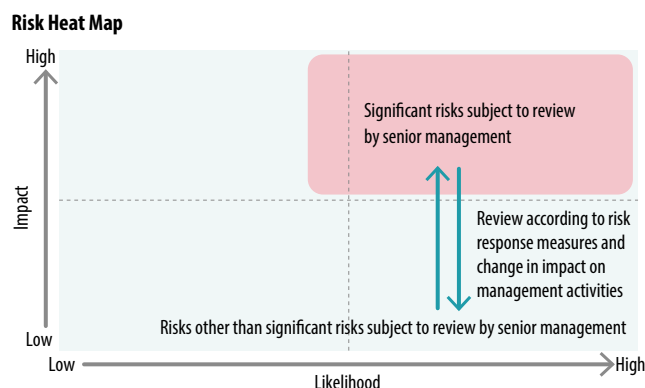 Risk Heat Map
High
Significant risks subject to review
by senior management
Impact
Review according to risk
response measures and
change in impact on
management activities
Risks other than significant risks subject to review by senior management
Low
Low
High
Likelihood